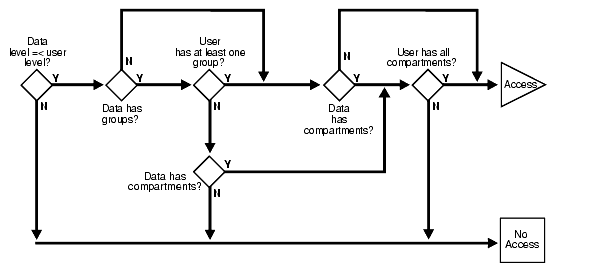 Data
level =< user
level?
Y
N
N
Y
Data has
groups?
User
has at least one
group?
Y
N
N
Y
Data
has
compartments?
User has all
compartments?
Y
N
Access
Data has
compartments?
Y
N
No
Access